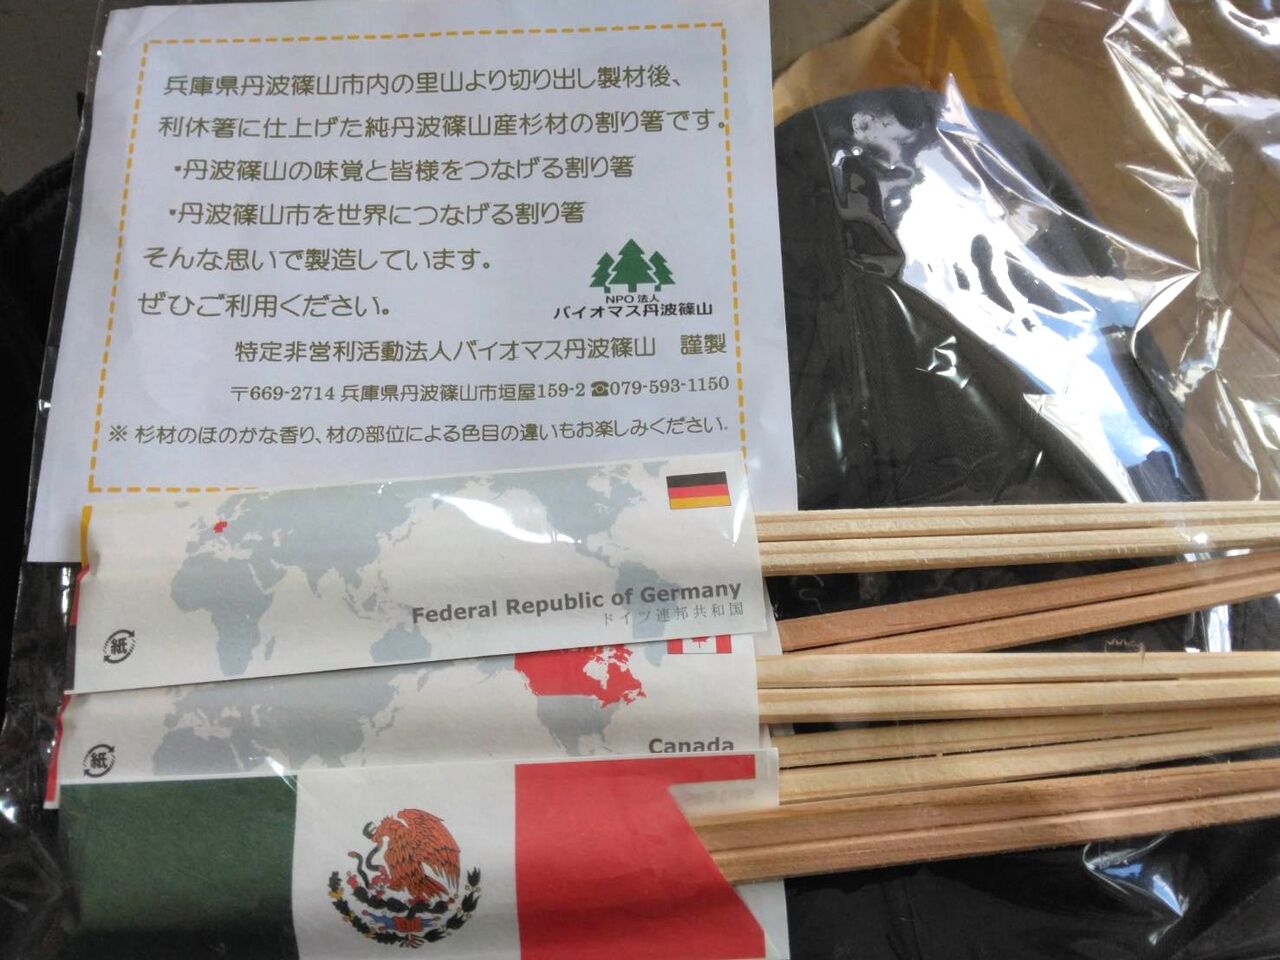 兵庫県丹波篠山市内の里山より切り出し製材後、
利休箸に仕上げた純丹波篠山産杉材の割り箸です。
・丹波篠山の味覚と皆様をつなげる割り箸
・丹波篠山市を世界につなげる割り箸
そんな思いで製造しています。
ぜひご利用ください。
NPO 法人
バイオマス丹波篠山
特定非営利活動法人バイオマス丹波篠山 謹製
〒669-2714 兵庫県丹波篠山市垣屋159-2 ☎079-593-1150
※ 杉材のほのかな香り、材の部位による色目の違いもお楽しみください。
Federal Republic of Germany
ドイツ連邦共和国
紙
Canada
紙